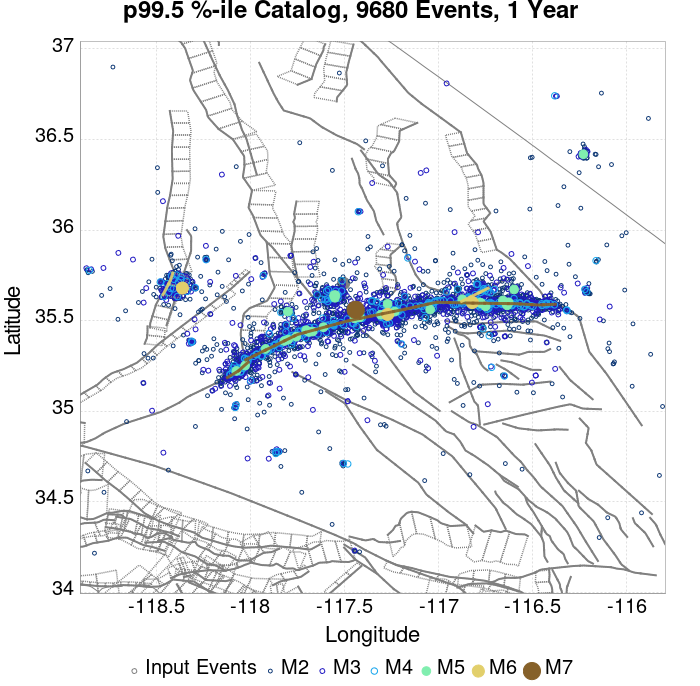 p99.5 %-ile Catalog, 9680 Events, 1 Year
37
36.5
36
35.5
35
34.5
34
Latitude
-118.5 -118 -117.5 -117 -116.5 -116
Longitude
Input Events M2 M3 M4 M5 M6 M7